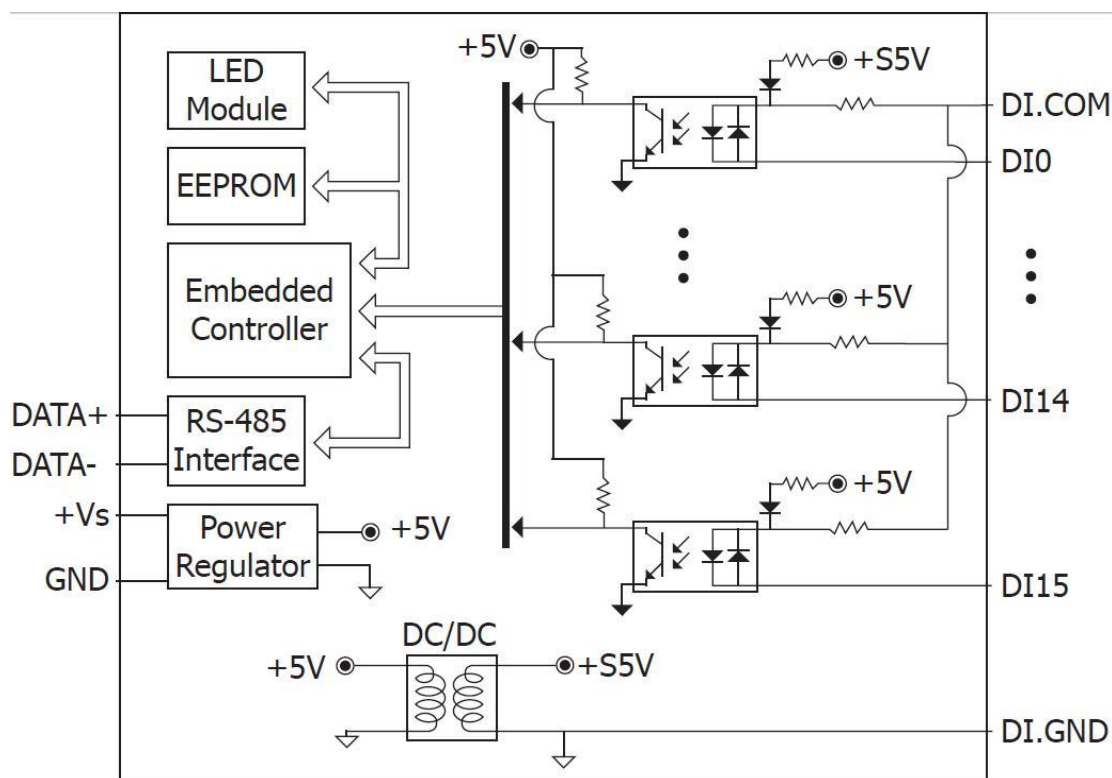 LED
Module
EEPROM
Embedded
Controller
RS-485
Interface
Power
Regulator
DATA+
DATA-
+Vs
GND
+5V
+5V
+S5V
DI.COM
DI0
+5V
DI14
+5V
DI15
DC/DC
+5V
+S5V
DI.GND